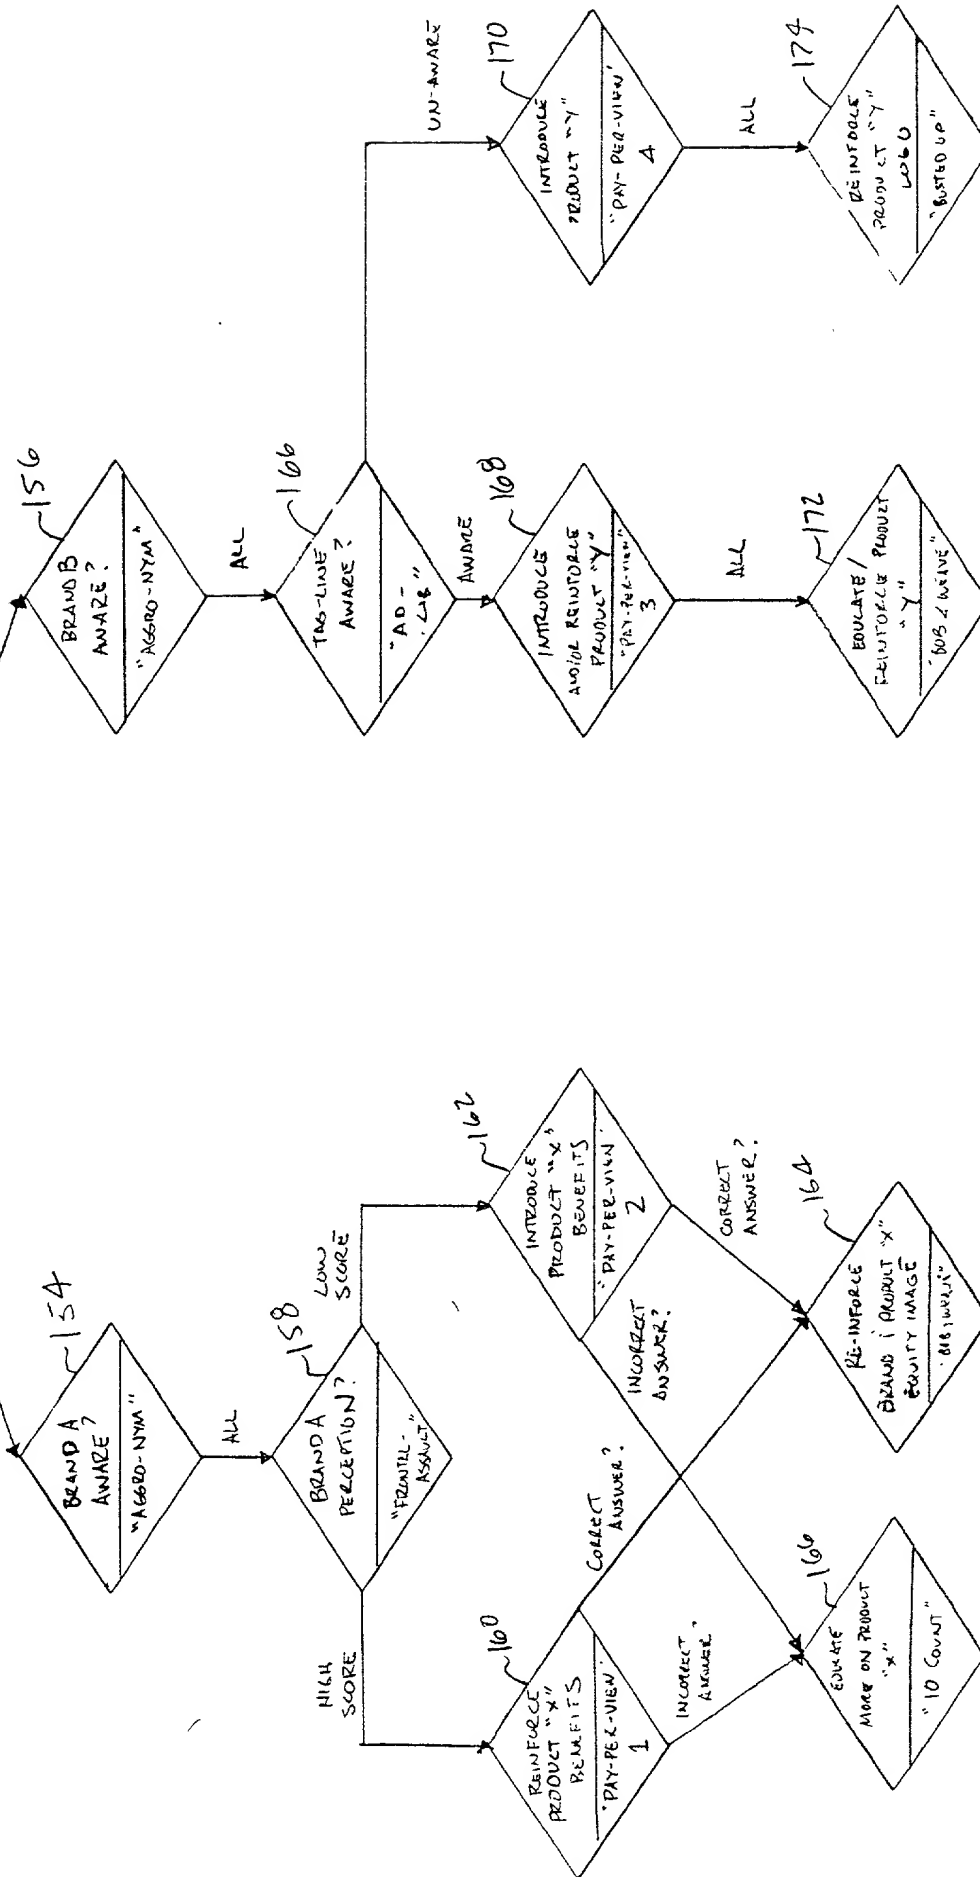 154
BRAND A
AWARE?
"AGGRO-NYM"
ALL
158
BRAND A
PERCEPTION?
"FRONTAL-
ASSAULT"
HIGH
SCORE
LOW
SCORE
160
REINFORCE
PRODUCT "X"
BENEFITS
"PAY-PER-VIEW"
1
162
INTRODUCE
PRODUCT "X"
BENEFITS
"PAY-PER-VIEW"
2
INCORRECT
ANSWER?
CORRECT
ANSWER?
INCORRECT
ANSWER?
CORRECT
ANSWER?
166
EDUCATE
MORE ON PRODUCT
"X"
"10 COUNT"
164
RE-INFORCE
BRAND & PRODUCT "X"
EQUITY IMAGE
156
BRAND B
AWARE?
"AGGRO-NYM"
ALL
166
TAG-LINE
AWARE?
"AD-
LIB"
AWARE
UN-AWARE
168
INTRODUCE
AND/OR REINFORCE
PRODUCT "Y"
"PAY-PER-VIEW"
3
170
INTRODUCE
PRODUCT "Y"
"PAY-PER-VIEW"
4
ALL
ALL
172
EDUCATE/
REINFORCE PRODUCT
"Y"
"BOB & WEAVE"
174
REINFORCE
PRODUCT "Y"
LOGO
"BUSTED UP"